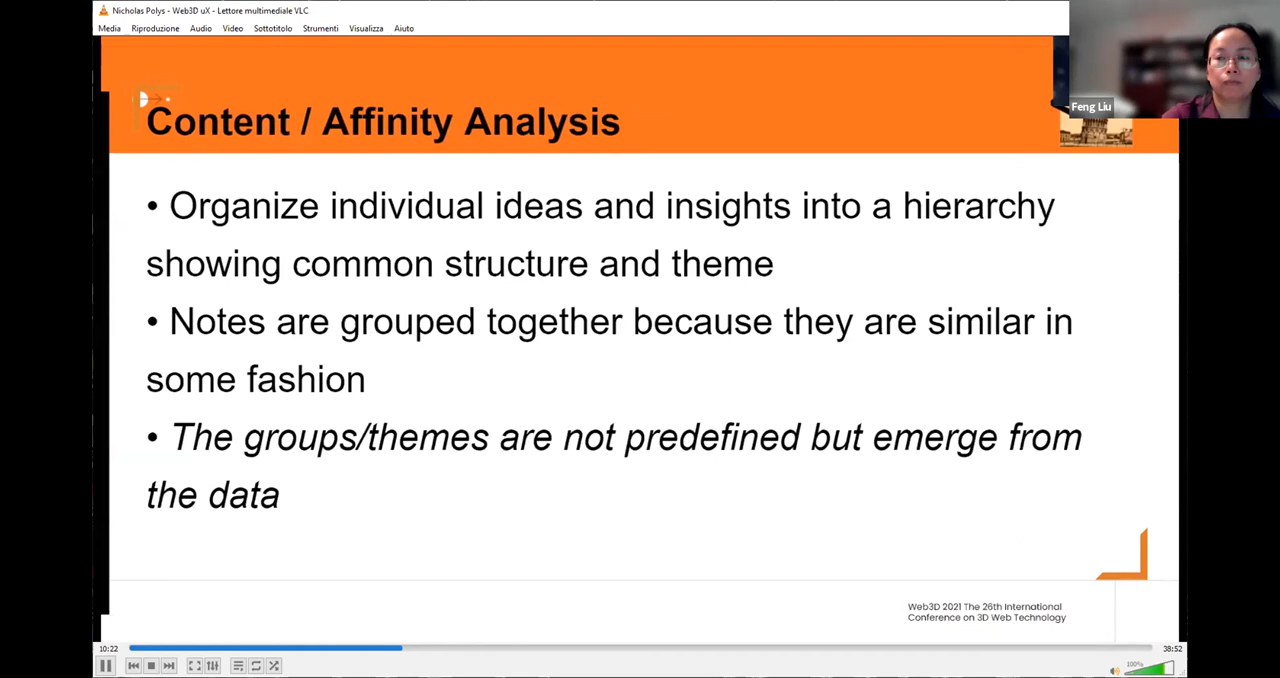 Nicholas Polys - Web3D uX - Lettore multimediale VLC
Media Riproduzione Audio Video Sottotitolo Strumenti Visualizza Aiuto
Feng Liu
Content / Affinity Analysis
• Organize individual ideas and insights into a hierarchy
showing common structure and theme
• Notes are grouped together because they are similar in
some fashion
• The groups/themes are not predefined but emerge from
the data
Web3D 2021 The 26th International
Conference on 3D Web Technology
10:22
38:52
100%